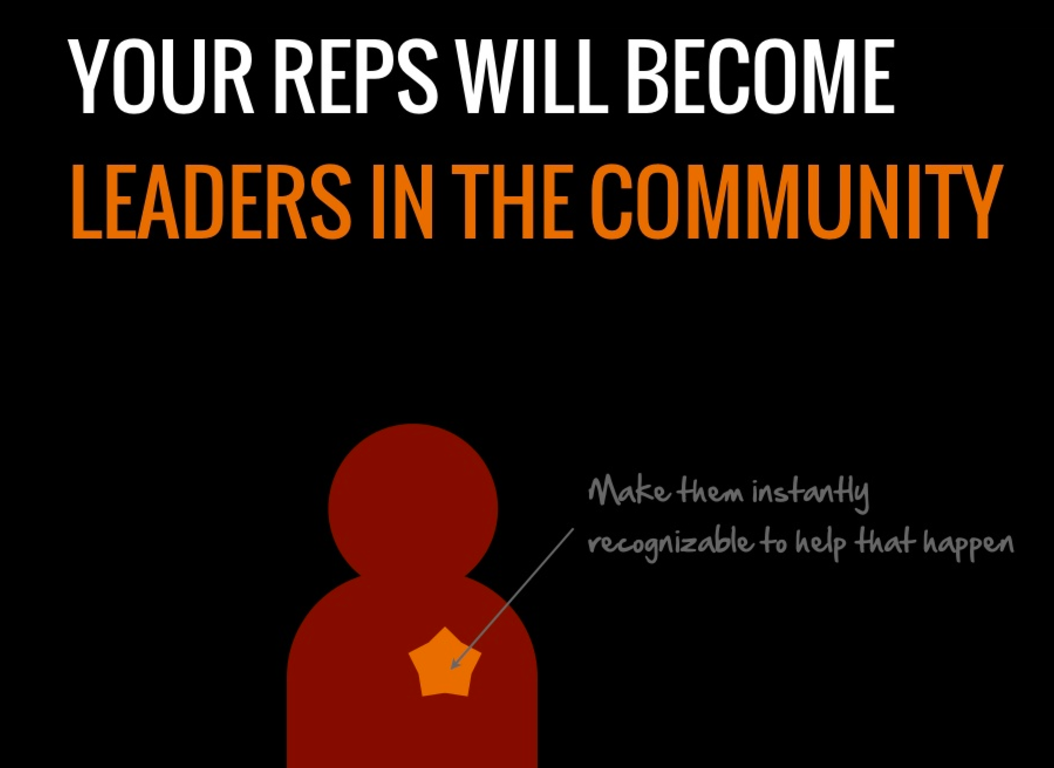 YOUR REPS WILL BECOME
LEADERS IN THE COMMUNITY
Make them instantly
recognizable to help that happen